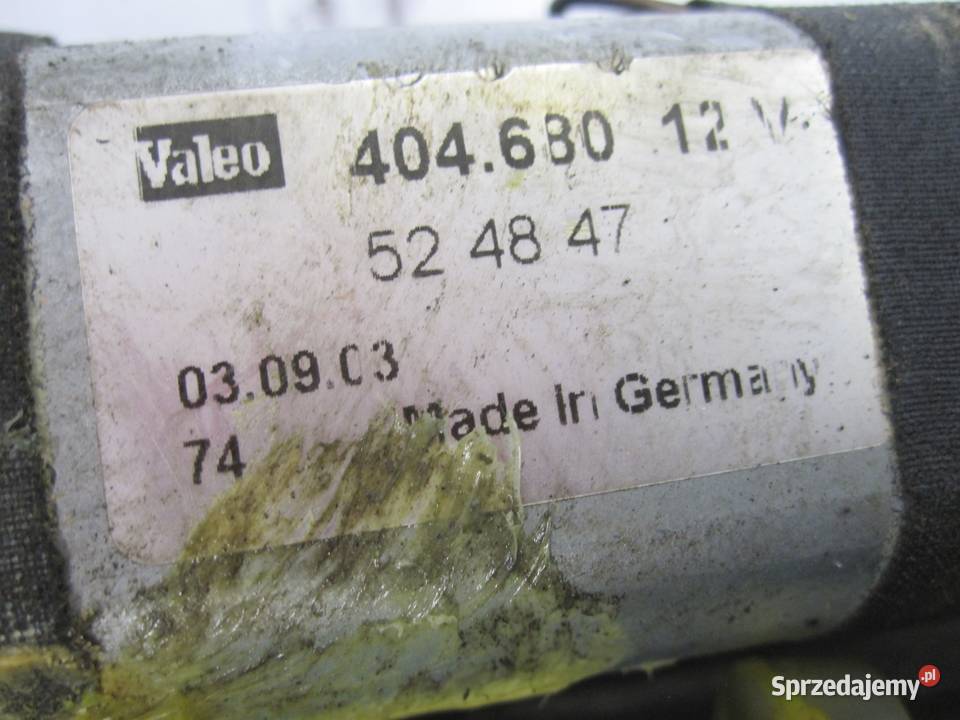 Valeo 404.680 12 V
52 48 47
03.09.03
Made In Germany
74
Sprzedajemy.pl